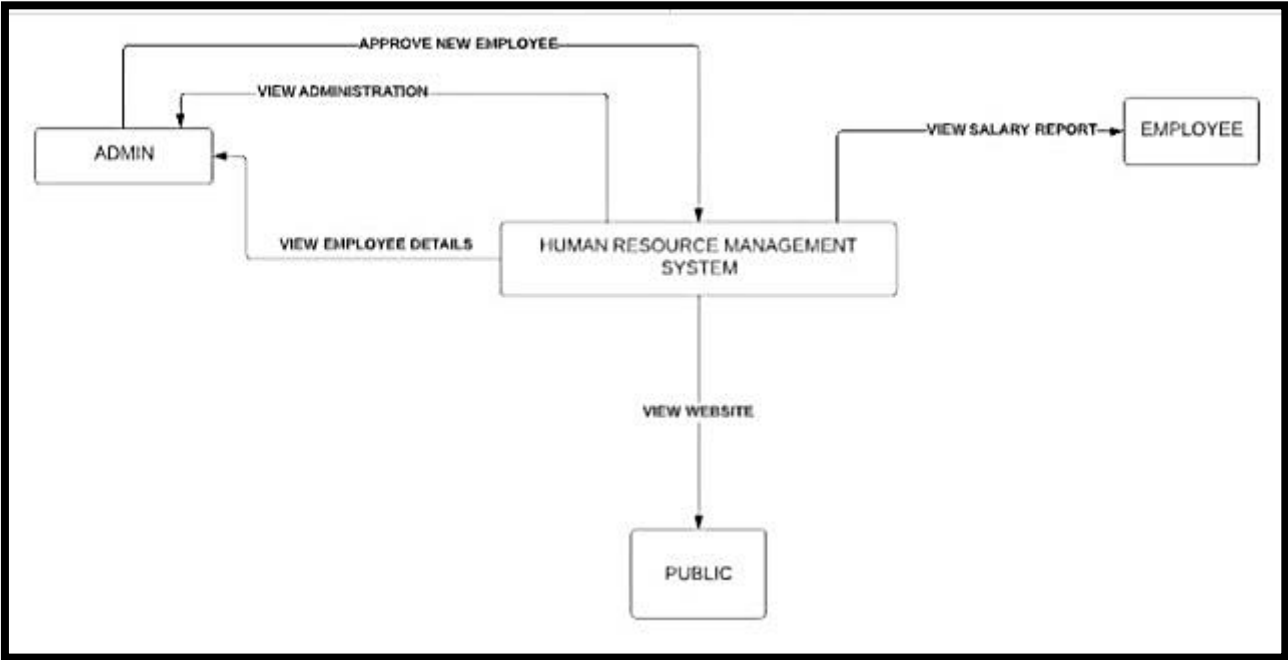 APPROVE NEW EMPLOYEE
VIEW ADMINISTRATION
VIEW SALARY REPORT
EMPLOYEE
ADMIN
VIEW EMPLOYEE DETAILS
HUMAN RESOURCE MANAGEMENT
SYSTEM
VIEW WEBSITE
PUBLIC